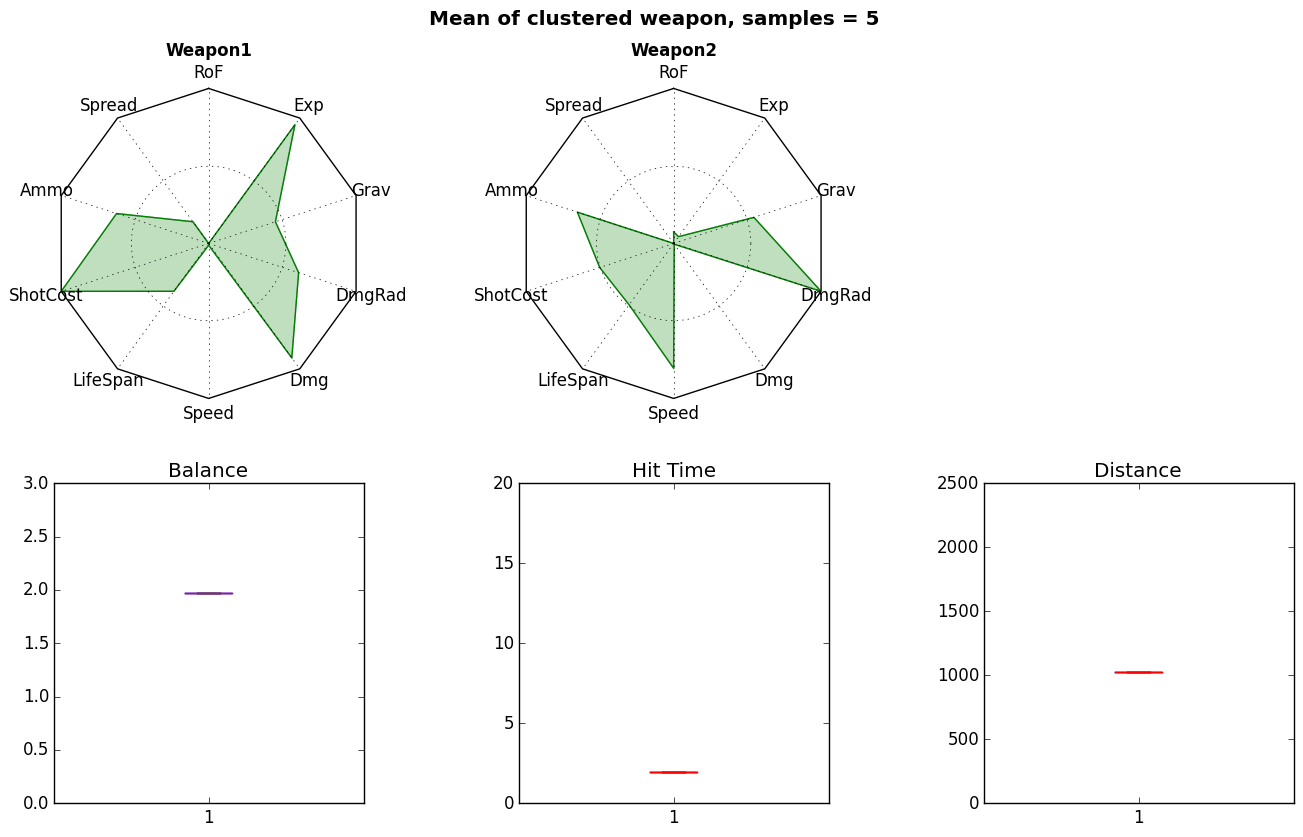 Mean of clustered weapon, samples = 5
Weapon1
RoF
Exp
Spread
Grav
Ammo
DmgRad
ShotCost
LifeSpan
Dmg
Speed
Weapon2
RoF
Exp
Spread
Grav
Ammo
DmgRad
ShotCost
LifeSpan
Dmg
Speed
Balance
3.0
2.5
2.0
1.5
1.0
0.5
0.0
1
Hit Time
20
15
10
5
0
1
Distance
2500
2000
1500
1000
500
0
1